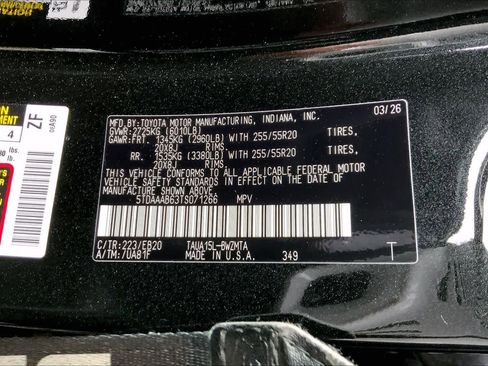 MFD.BY: TOYOTA MOTOR MANUFACTURING, INDIANA, INC. 03/26
GVWR: 2725KG (6010LB)
GAWR: FRT. 1345KG (2960LB) WITH 255/55R20 TIRES,
20X8J RIMS
RR. 1535KG (3380LB) WITH 255/55R20 TIRES,
20X8J RIMS
THIS VEHICLE CONFORMS TO ALL APPLICABLE FEDERAL MOTOR
VEHICLE SAFETY STANDARDS IN EFFECT ON THE DATE OF
MANUFACTURE SHOWN ABOVE.
5TDAAAB63TS071266 MPV
C/TR: 223/EB20 TAUA15L-BWZMTA
A/TM: 7UA81F MADE IN U.S.A. 349 T
ZF
4